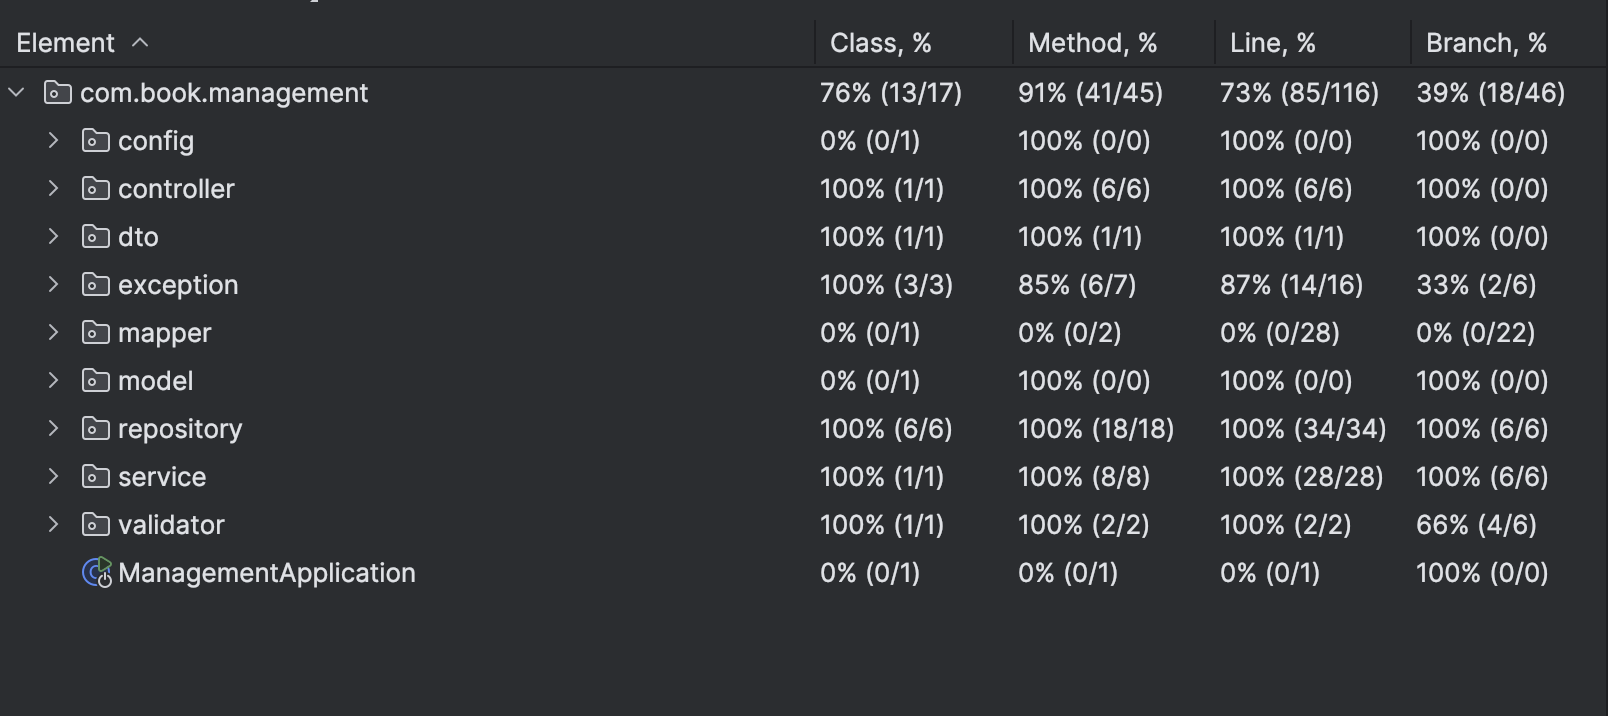 Element Class, % Method, % Line, % Branch, %
com.book.management 76% (13/17) 91% (41/45) 73% (85/116) 39% (18/46)
config 0% (0/1) 100% (0/0) 100% (0/0) 100% (0/0)
controller 100% (1/1) 100% (6/6) 100% (6/6) 100% (0/0)
dto 100% (1/1) 100% (1/1) 100% (1/1) 100% (0/0)
exception 100% (3/3) 85% (6/7) 87% (14/16) 33% (2/6)
mapper 0% (0/1) 0% (0/2) 0% (0/28) 0% (0/22)
model 0% (0/1) 100% (0/0) 100% (0/0) 100% (0/0)
repository 100% (6/6) 100% (18/18) 100% (34/34) 100% (6/6)
service 100% (1/1) 100% (8/8) 100% (28/28) 100% (6/6)
validator 100% (1/1) 100% (2/2) 100% (2/2) 66% (4/6)
ManagementApplication 0% (0/1) 0% (0/1) 0% (0/1) 100% (0/0)